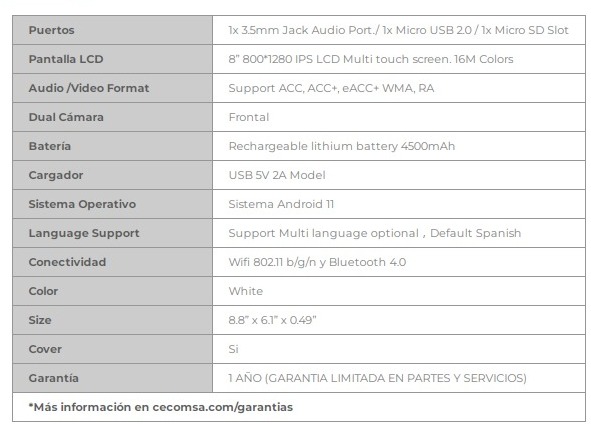 Puertos 1x 3.5mm Jack Audio Port./ 1x Micro USB 2.0 / 1x Micro SD Slot
Pantalla LCD 8” 800*1280 IPS LCD Multi touch screen. 16M Colors
Audio /Video Format Support ACC, ACC+, eACC+ WMA, RA
Dual Cámara Frontal
Batería Rechargeable lithium battery 4500mAh
Cargador USB 5V 2A Model
Sistema Operativo Sistema Android 11
Language Support Support Multi language optional , Default Spanish
Conectividad Wifi 802.11 b/g/n y Bluetooth 4.0
Color White
Size 8.8” x 6.1” x 0.49”
Cover Si
Garantía 1 AÑO (GARANTIA LIMITADA EN PARTES Y SERVICIOS)
*Más información en cecomsa.com/garantias